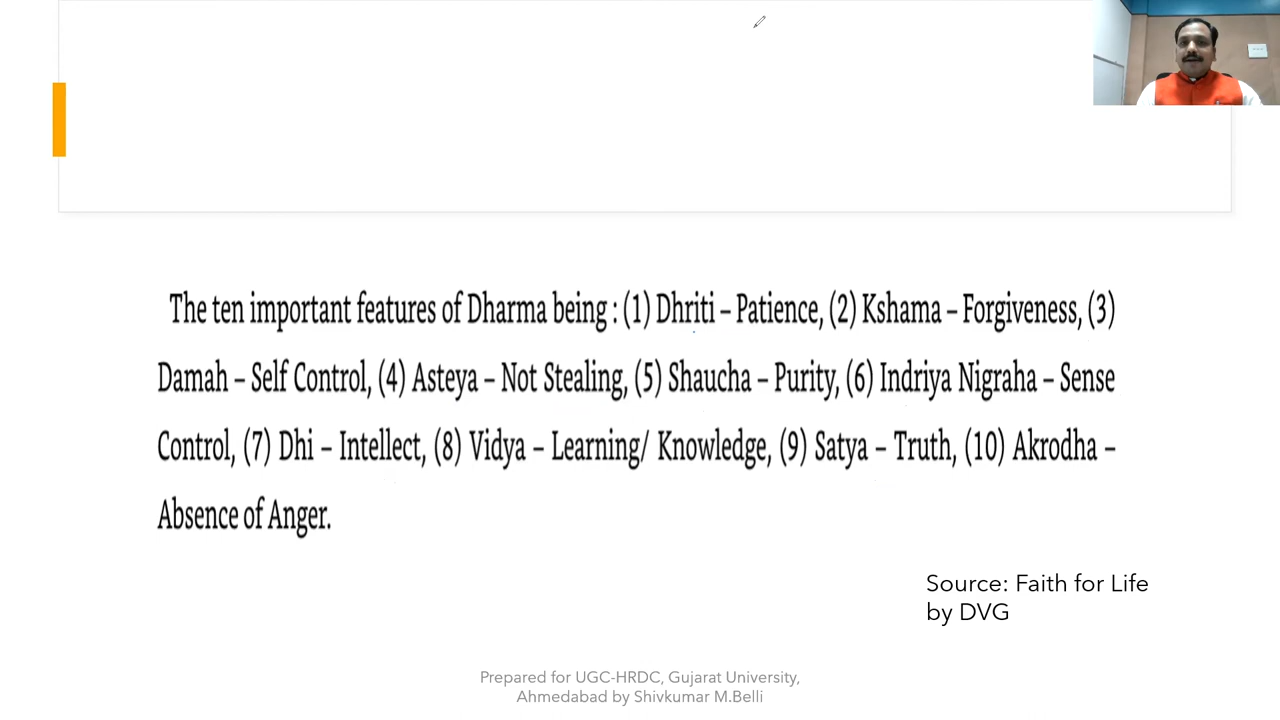 The ten important features of Dharma being : (1) Dhriti – Patience, (2) Kshama – Forgiveness, (3)
Damah – Self Control, (4) Asteya – Not Stealing, (5) Shaucha – Purity, (6) Indriya Nigraha – Sense
Control, (7) Dhi – Intellect, (8) Vidya – Learning/ Knowledge, (9) Satya – Truth, (10) Akrodha –
Absence of Anger.
Source: Faith for Life
by DVG
Prepared for UGC-HRDC, Gujarat University,
Ahmedabad by Shivkumar M.Belli